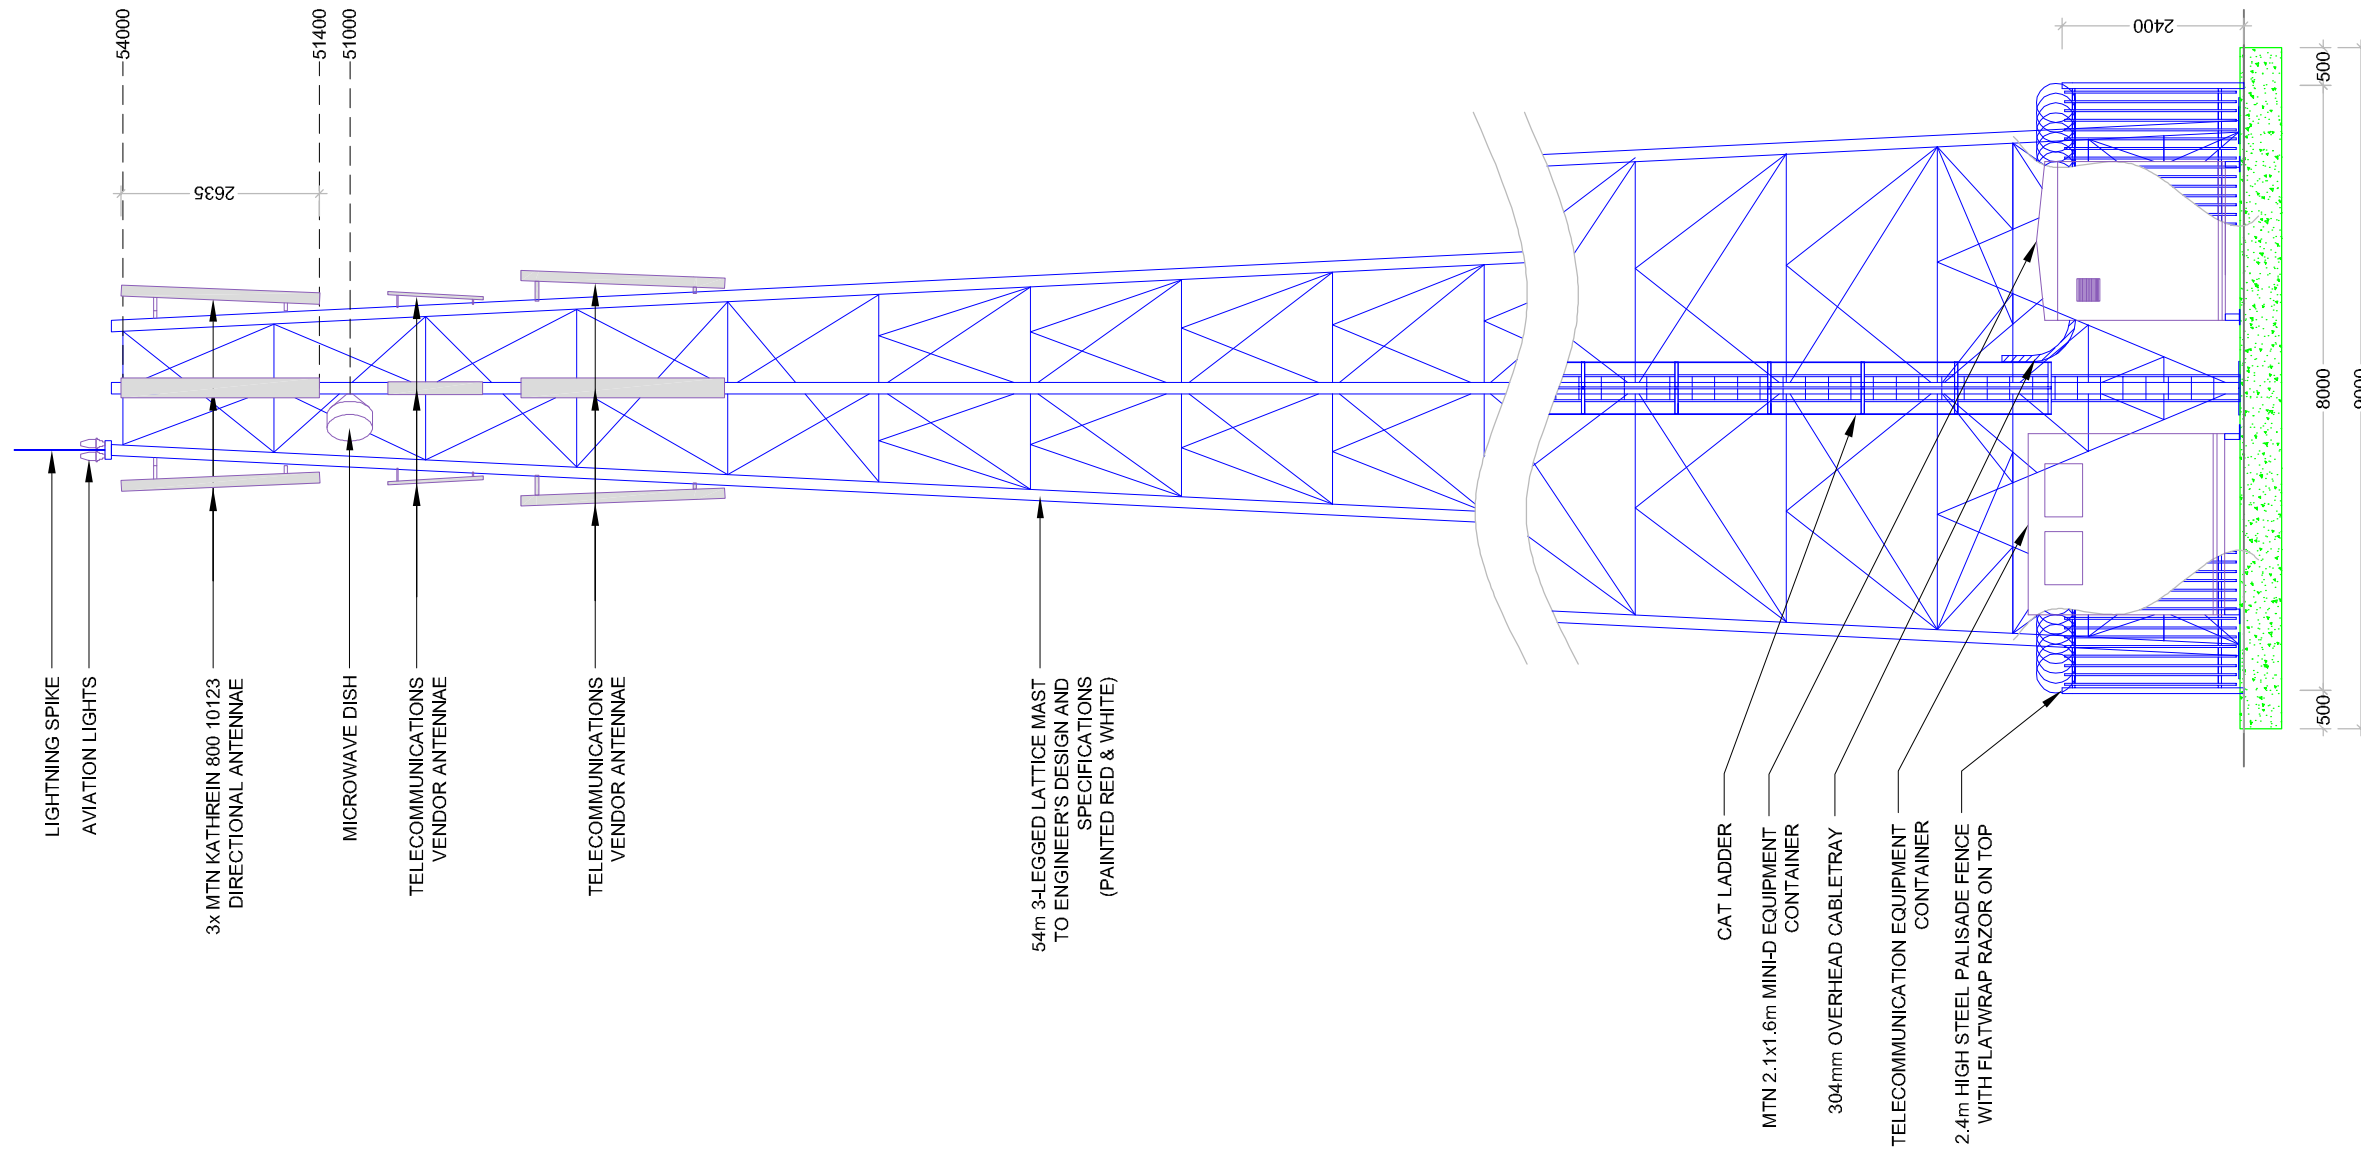 54000
51400
51000
2635
2400
500
8000
500
9000
LIGHTNING SPIKE
AVIATION LIGHTS
3x MTN KATHREIN 800 10123
DIRECTIONAL ANTENNAE
MICROWAVE DISH
TELECOMMUNICATIONS
VENDOR ANTENNAE
TELECOMMUNICATIONS
VENDOR ANTENNAE
54m 3-LEGGED LATTICE MAST
TO ENGINEER'S DESIGN AND
SPECIFICATIONS
(PAINTED RED & WHITE)
CAT LADDER
MTN 2.1x1.6m MINI-D EQUIPMENT
CONTAINER
304mm OVERHEAD CABLETRAY
TELECOMMUNICATION EQUIPMENT
CONTAINER
2.4m HIGH STEEL PALISADE FENCE
WITH FLATWRAP RAZOR ON TOP